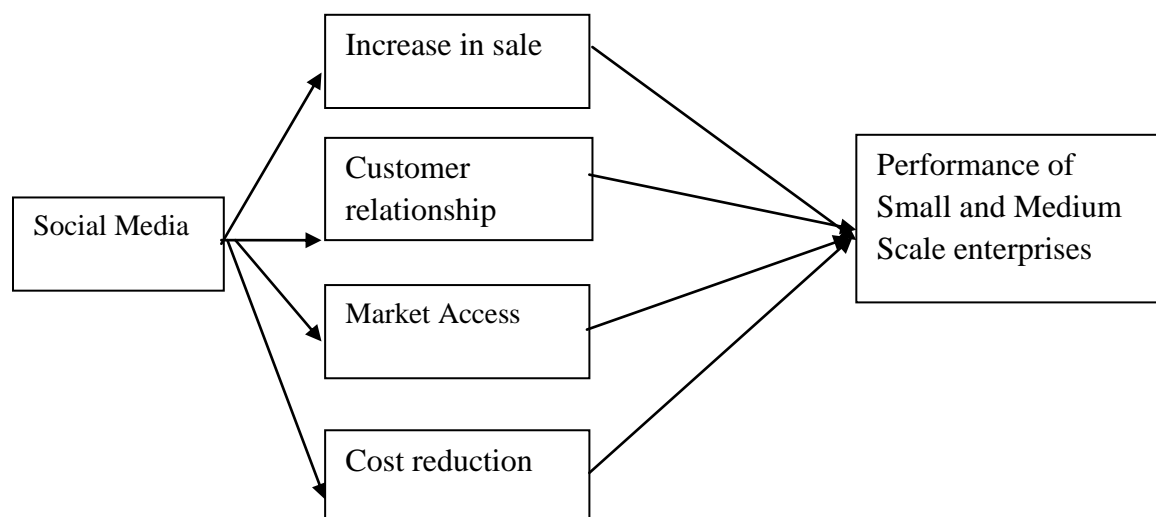 Increase in sale
Customer
relationship
Social Media
Market Access
Cost reduction
Performance of
Small and Medium
Scale enterprises